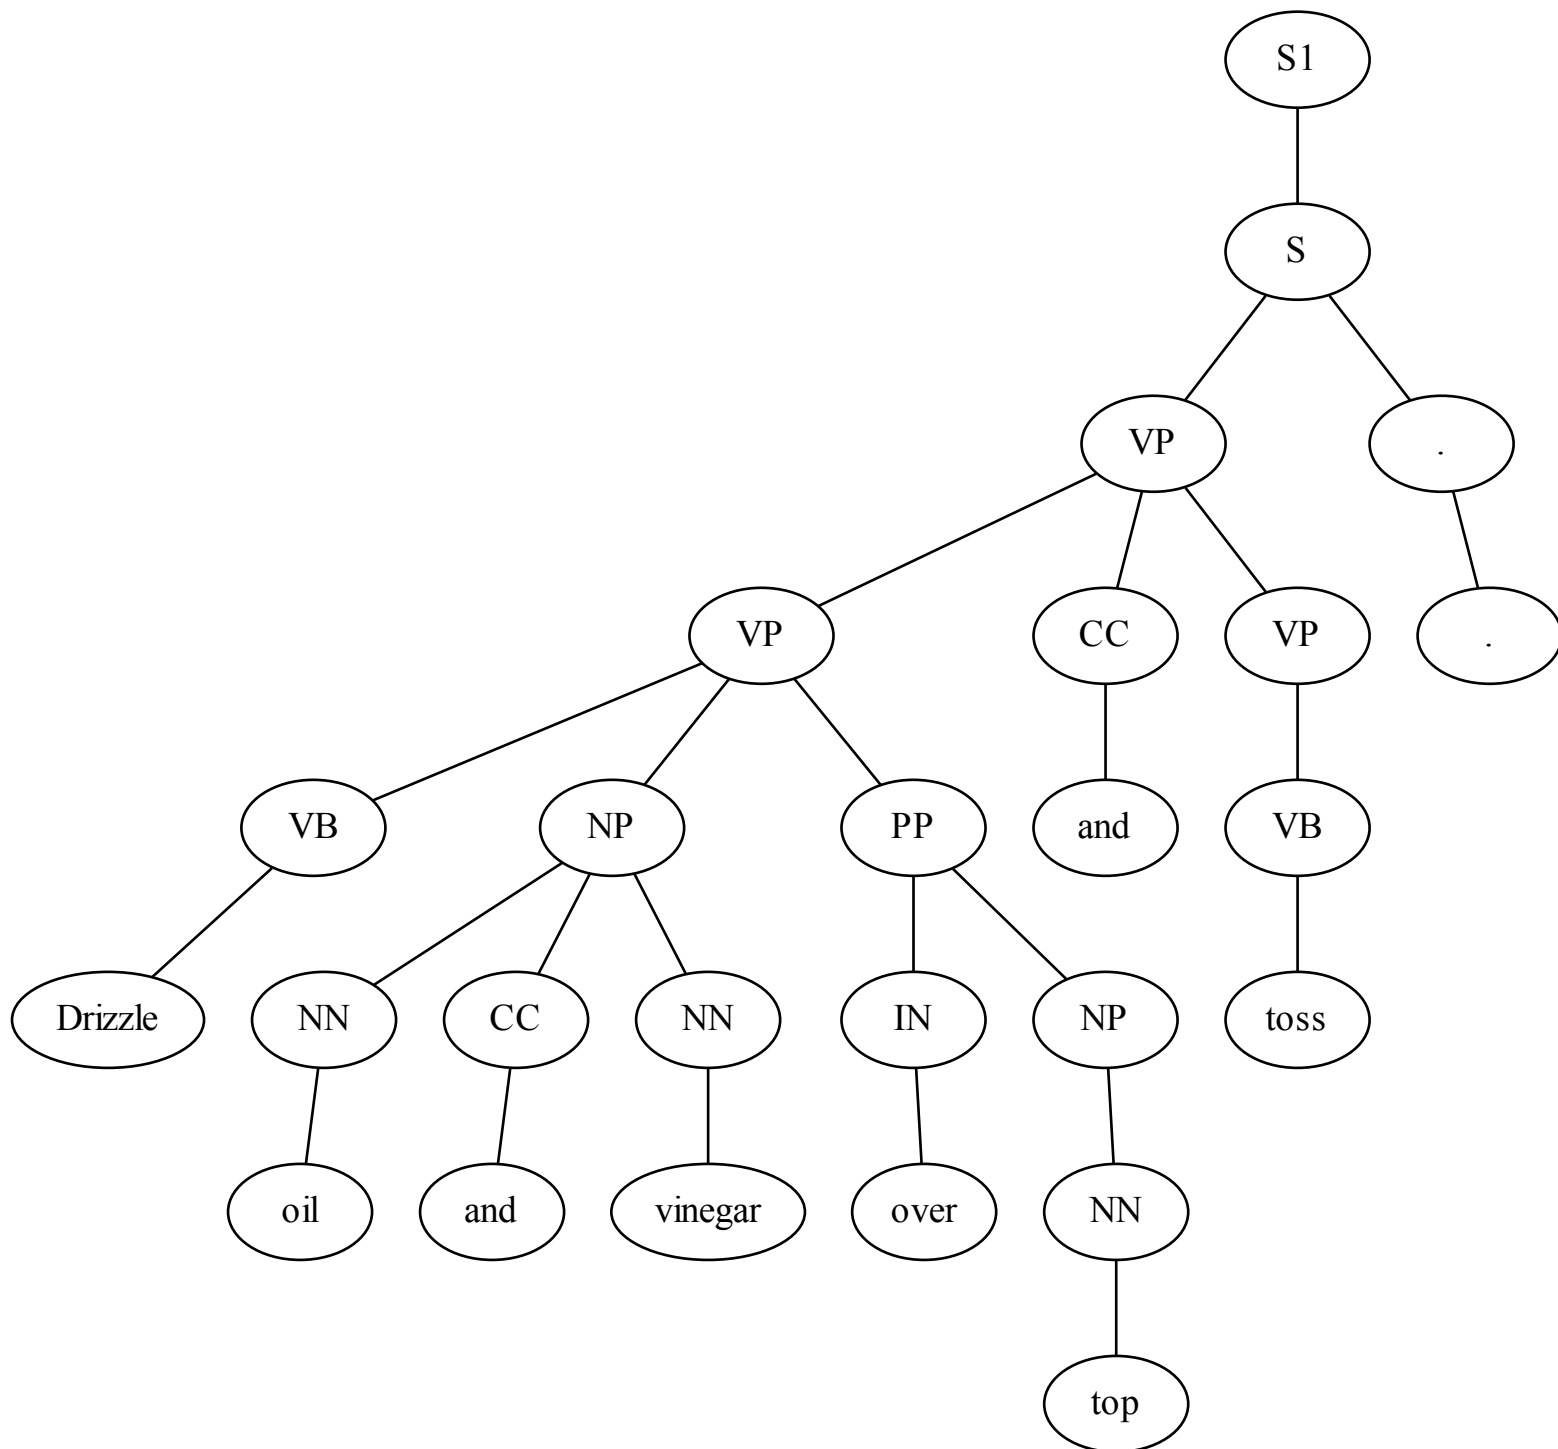 S1
S
VP .
VP CC VP .
VB NP PP and VB
Drizzle NN CC NN IN NP toss
oil and vinegar over NN
top